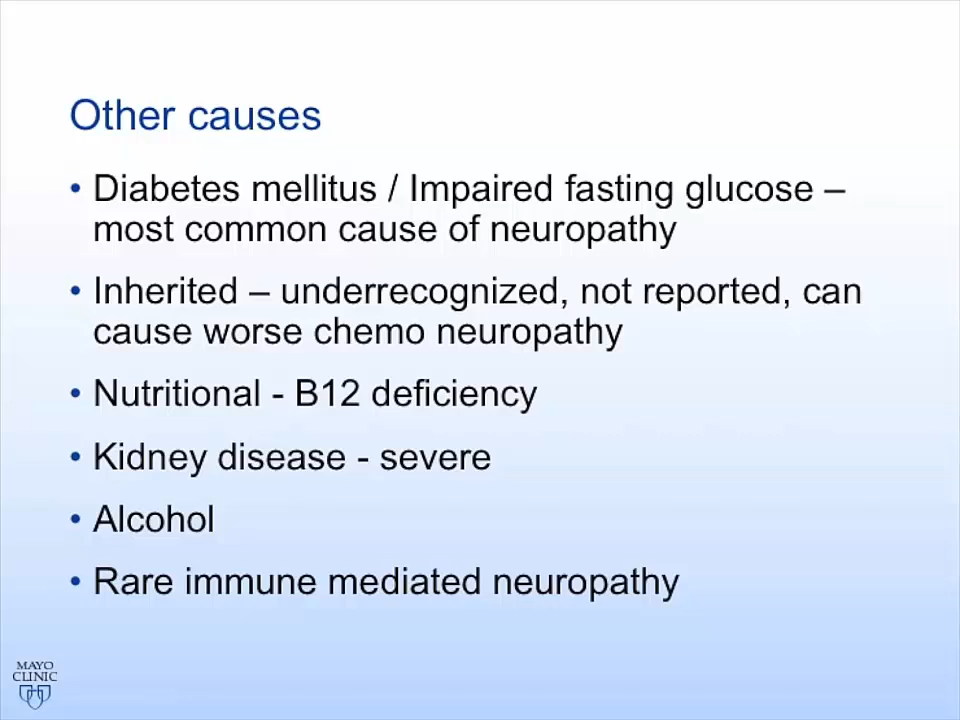 Other causes
• Diabetes mellitus / Impaired fasting glucose –
most common cause of neuropathy
• Inherited – underrecognized, not reported, can
cause worse chemo neuropathy
• Nutritional - B12 deficiency
• Kidney disease - severe
• Alcohol
• Rare immune mediated neuropathy
MAYO
CLINIC